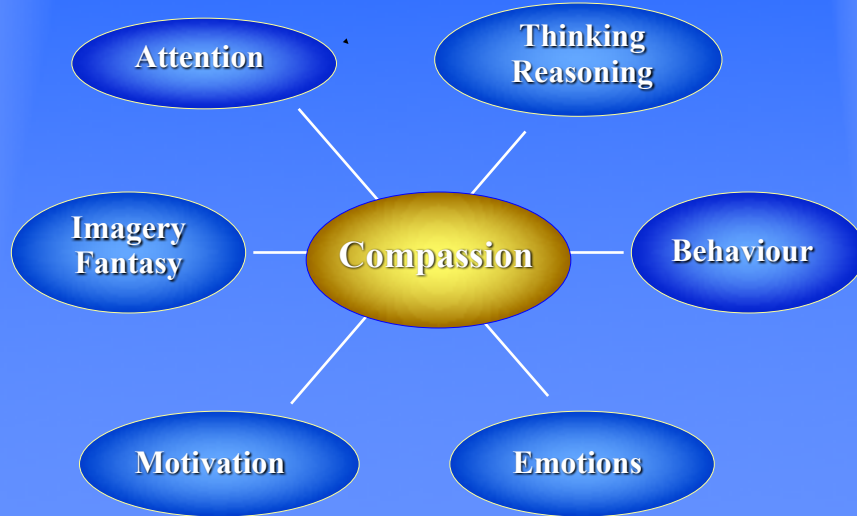 Attention
Thinking
Reasoning
Imagery
Fantasy
Compassion
Behaviour
Motivation
Emotions